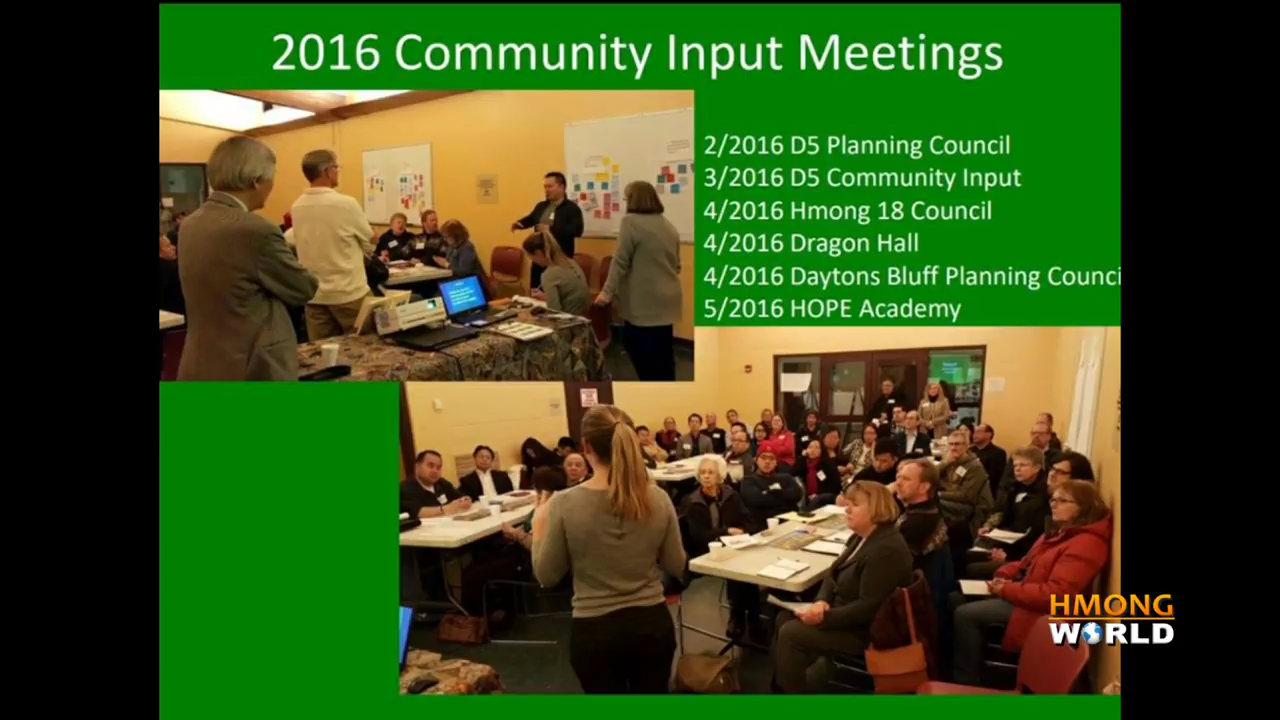 2016 Community Input Meetings
2/2016 D5 Planning Council
3/2016 D5 Community Input
4/2016 Hmong 18 Council
4/2016 Dragon Hall
4/2016 Daytons Bluff Planning Counci
5/2016 HOPE Academy
HMONG
WORLD